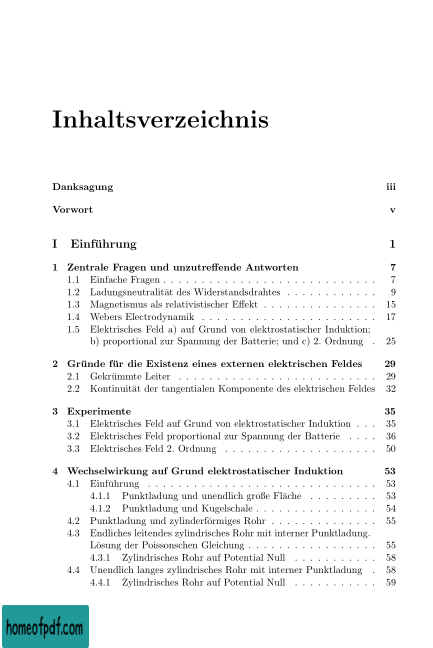 Inhaltsverzeichnis
Danksagung iii
Vorwort v
I Einführung 1
1 Zentrale Fragen und unzutreffende Antworten 7
1.1 Einfache Fragen . . . . . . . . . . . . . . . . . . . . . . . . . . . . 7
1.2 Ladungsneutralität des Widerstandsdrahtes . . . . . . . . . . . . 9
1.3 Magnetismus als relativistischer Effekt . . . . . . . . . . . . . . . 15
1.4 Webers Electrodynamik . . . . . . . . . . . . . . . . . . . . . . . 17
1.5 Elektrisches Feld a) auf Grund von elektrostatischer Induktion;
b) proportional zur Spannung der Batterie; und c) 2. Ordnung . 25
2 Gründe für die Existenz eines externen elektrischen Feldes 29
2.1 Gekrümmte Leiter . . . . . . . . . . . . . . . . . . . . . . . . . . 29
2.2 Kontinuität der tangentialen Komponente des elektrischen Feldes 32
3 Experimente 35
3.1 Elektrisches Feld auf Grund von elektrostatischer Induktion . . . 35
3.2 Elektrisches Feld proportional zur Spannung der Batterie . . . . 36
3.3 Elektrisches Feld 2. Ordnung . . . . . . . . . . . . . . . . . . . . 50
4 Wechselwirkung auf Grund elektrostatischer Induktion 53
4.1 Einführung . . . . . . . . . . . . . . . . . . . . . . . . . . . . . . 53
4.1.1 Punktladung und unendlich große Fläche . . . . . . . . . 53
4.1.2 Punktladung und Kugelschale . . . . . . . . . . . . . . . . 54
4.2 Punktladung und zylinderförmiges Rohr . . . . . . . . . . . . . . 55
4.3 Endliches leitendes zylindrisches Rohr mit interner Punktladung.
Lösung der Poissonschen Gleichung . . . . . . . . . . . . . . . . . 55
4.3.1 Zylindrisches Rohr auf Potential Null . . . . . . . . . . . 58
4.4 Unendlich langes zylindrisches Rohr mit interner Punktladung . 58
4.4.1 Zylindrisches Rohr auf Potential Null . . . . . . . . . . . 59
homeofpdf.com